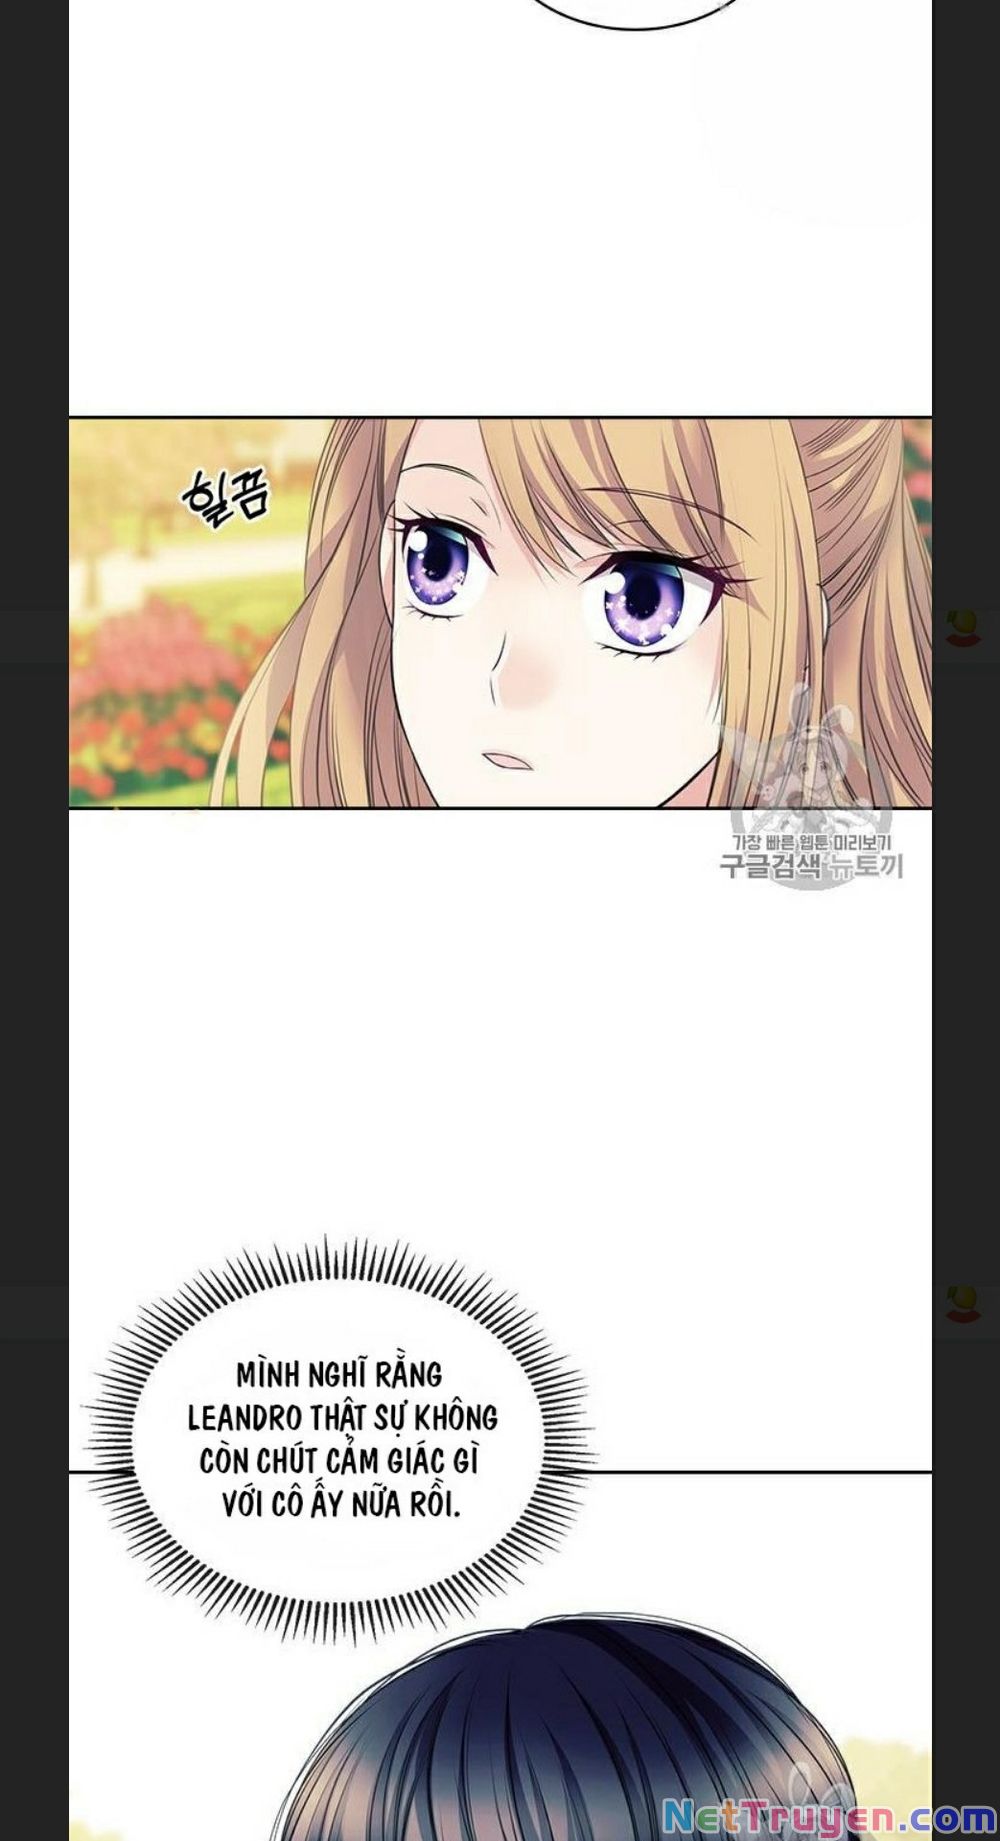 힐끔
가장 빠른 웹툰 미리보기
구글검색 뉴토끼
MÌNH NGHĨ RẰNG
LEANDRO THẬT SỰ KHÔNG
CÒN CHÚT CẢM GIÁC GÌ
VỚI CÔ ẤY NỮA RỒI.
NetTruyen.com